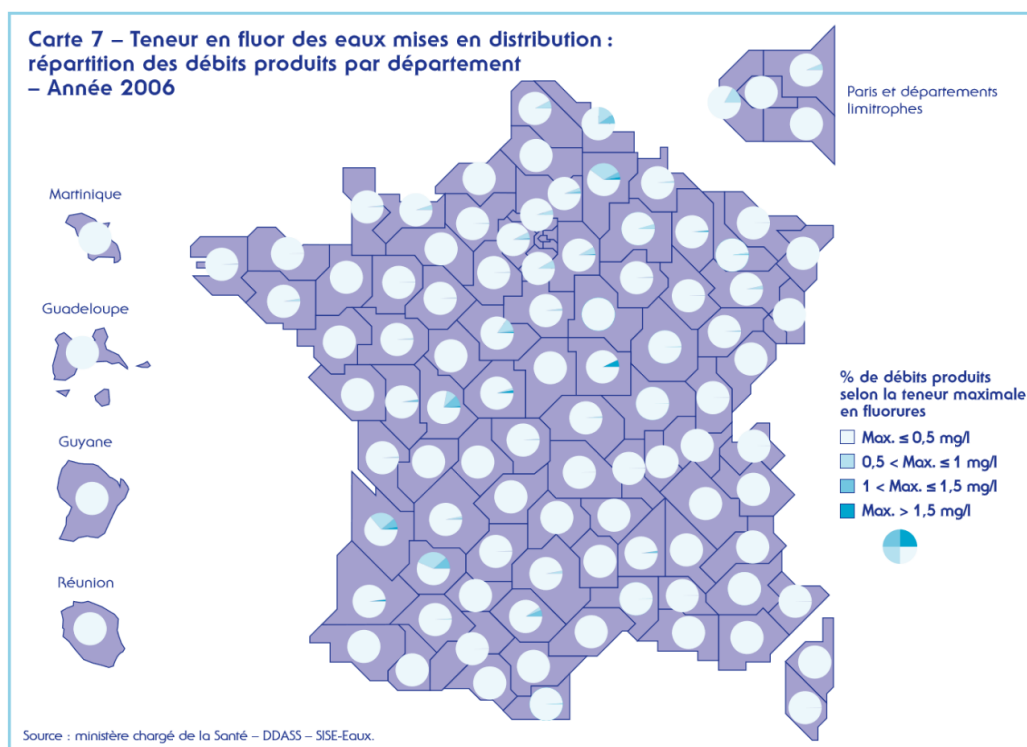 Carte 7 – Teneur en fluor des eaux mises en distribution :
répartition des débits produits par département
– Année 2006
Paris et départements
limitrophes
Martinique
Guadeloupe
Guyane
Réunion
% de débits produits
selon la teneur maximale
en fluorures
Max. ≤ 0,5 mg/l
0,5 < Max. ≤ 1 mg/l
1 < Max. ≤ 1,5 mg/l
Max. > 1,5 mg/l
Source : ministère chargé de la Santé – DDASS – SISE-Eaux.